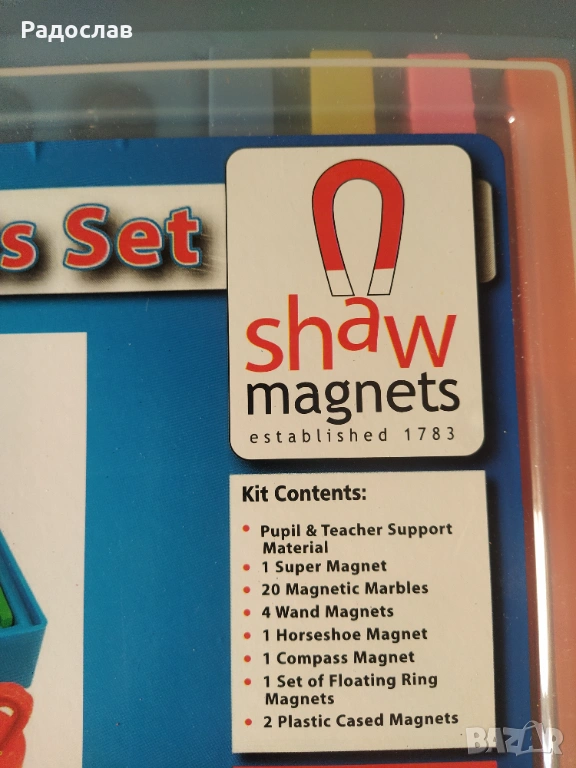 Радослав
s Set
shaw
magnets
established 1783
Kit Contents:
• Pupil & Teacher Support
Material
• 1 Super Magnet
• 20 Magnetic Marbles
• 4 Wand Magnets
• 1 Horseshoe Magnet
• 1 Compass Magnet
• 1 Set of Floating Ring
Magnets
• 2 Plastic Cased Magnets
BAZAR